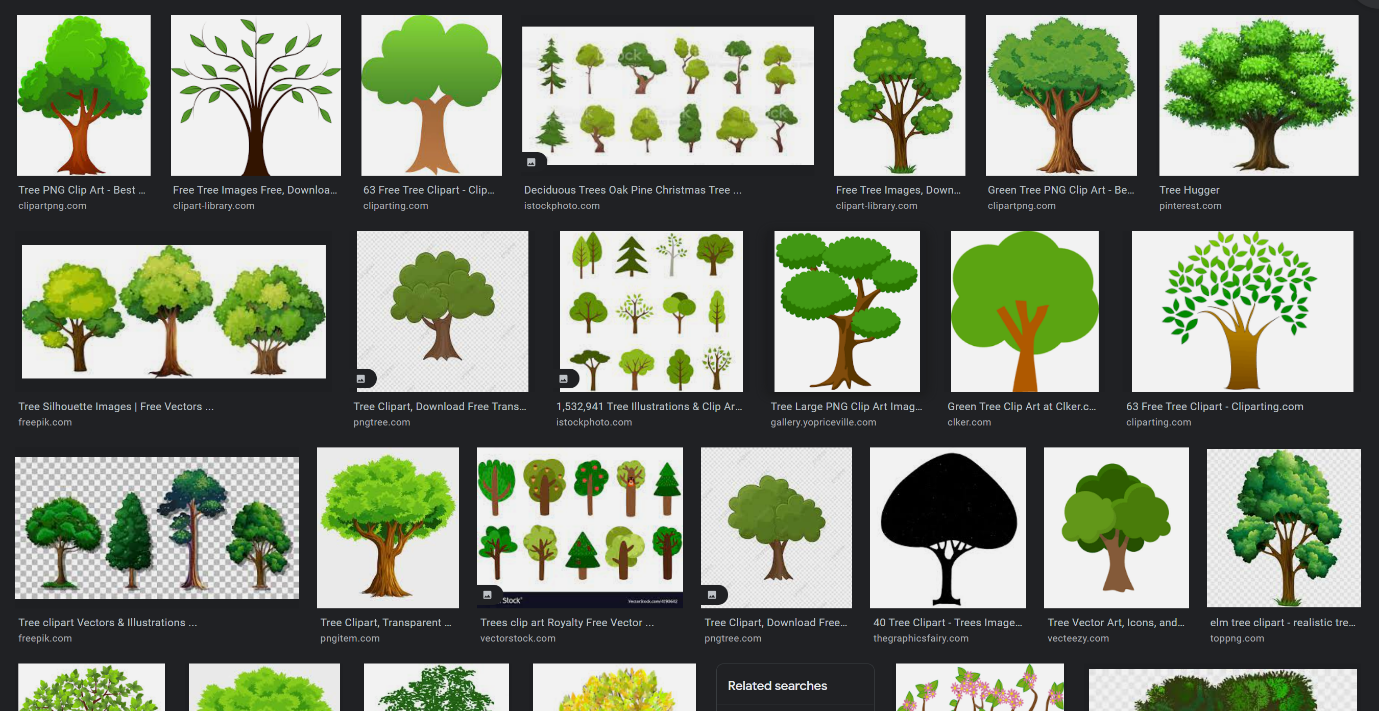 Tree PNG Clip Art - Best ...
clipartpng.com
Free Tree Images Free, Downloa...
clipart-library.com
63 Free Tree Clipart - Clip...
cliparting.com
Deciduous Trees Oak Pine Christmas Tree ...
istockphoto.com
Free Tree Images, Down...
clipart-library.com
Green Tree PNG Clip Art - Be...
clipartpng.com
Tree Hugger
pinterest.com
Tree Silhouette Images | Free Vectors ...
freepik.com
Tree Clipart, Download Free Trans...
pngtree.com
1,532,941 Tree Illustrations & Clip Ar...
istockphoto.com
Tree Large PNG Clip Art Imag...
gallery.yopriceville.com
Green Tree Clip Art at Clker.c...
clker.com
63 Free Tree Clipart - Cliparting.com
cliparting.com
Tree clipart Vectors & Illustrations ...
freepik.com
Tree Clipart, Transparent ...
pngitem.com
Stock®
Trees clip art Royalty Free Vector ...
vectorstock.com
Tree Clipart, Download Free...
pngtree.com
40 Tree Clipart - Trees Image...
thegraphicsfairy.com
Tree Vector Art, Icons, and...
vecteezy.com
elm tree clipart - realistic tre...
toppng.com
Related searches